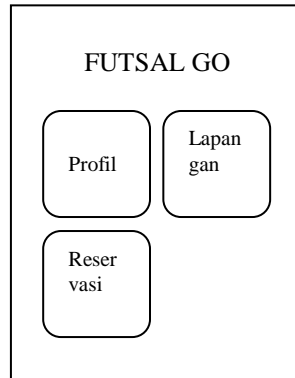 FUTSAL GO
Profil
Lapan
gan
Reser
vasi